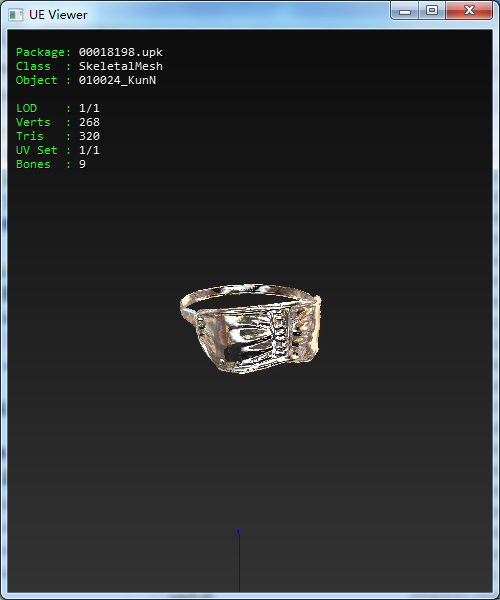 UE Viewer
Package: 00018198.upk
Class : SkeletalMesh
Object : 010024_KunN
LOD : 1/1
Verts : 268
Tris : 320
UV Set : 1/1
Bones : 9